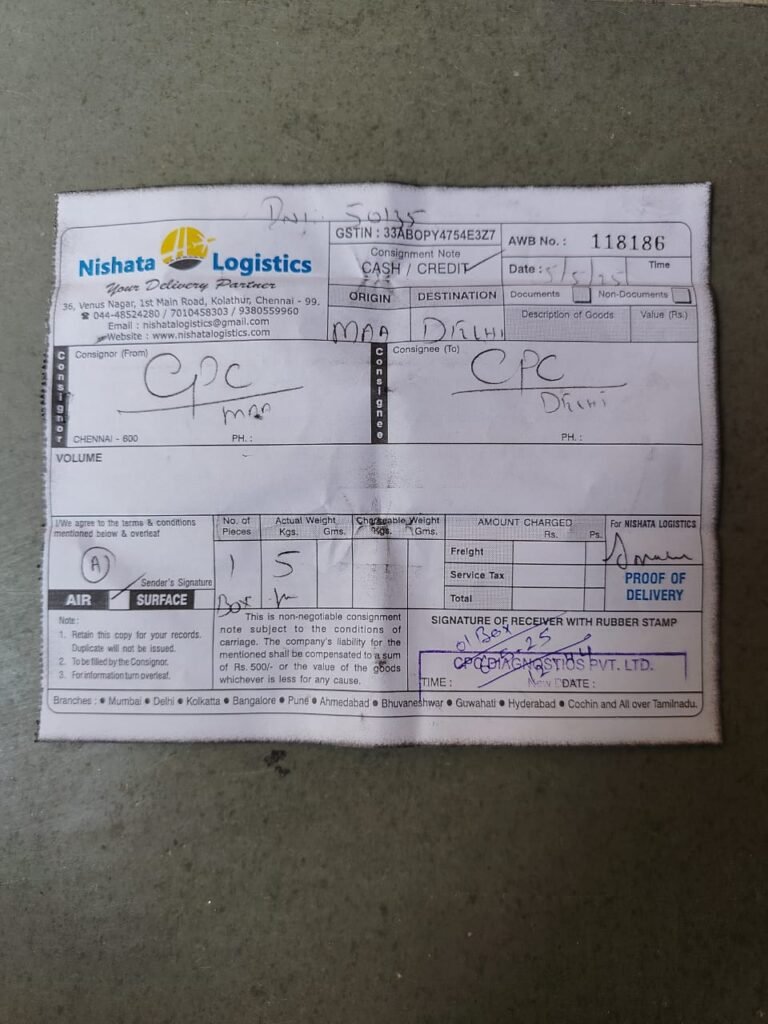 50135
Nishata Logistics
Your Delivery Partner
36, Venus Nagar, 1st Main Road, Kolathur, Chennai - 99.
☎ 044-48524280 / 7010458303 / 9380559960
Email : nishatalogistics@gmail.com
Website : www.nishatalogistics.com
GSTIN : 33ABOPY4754E3Z7
Consignment Note
CASH / CREDIT
AWB No. : 118186
Date : 5/5/25 Time
ORIGIN DESTINATION
MAA DELHI
Documents Non-Documents
Description of Goods Value (Rs.)
Consignor
Consignor (From)
CPC
MAA
CHENNAI - 600 PH. :
Consignee
Consignee (To)
CPC
DELHI
PH. :
VOLUME
I/We agree to the terms & conditions
mentioned below & overleaf
A
Sender's Signature
AIR SURFACE
No. of Pieces
1
Box
Actual Weight
Kgs. Gms.
5
Chargeable Weight
Kgs. Gms.
AMOUNT CHARGED
Rs. Ps.
Freight
Service Tax
Total
For NISHATA LOGISTICS
PROOF OF
DELIVERY
Note :
1. Retain this copy for your records.
Duplicate will not be issued.
2. To be filled by the Consignor.
3. For information turn overleaf.
This is non-negotiable consignment
note subject to the conditions of
carriage. The company's liability for the
mentioned shall be compensated to a sum
of Rs. 500/- or the value of the goods
whichever is less for any cause.
SIGNATURE OF RECEIVER WITH RUBBER STAMP
01 Box
CPC DIAGNOSTICS PVT. LTD.
New
TIME : DATE :
Branches : ● Mumbai ● Delhi ● Kolkatta ● Bangalore ● Pune ● Ahmedabad ● Bhuvaneshwar ● Guwahati ● Hyderabad ● Cochin and All over Tamilnadu.